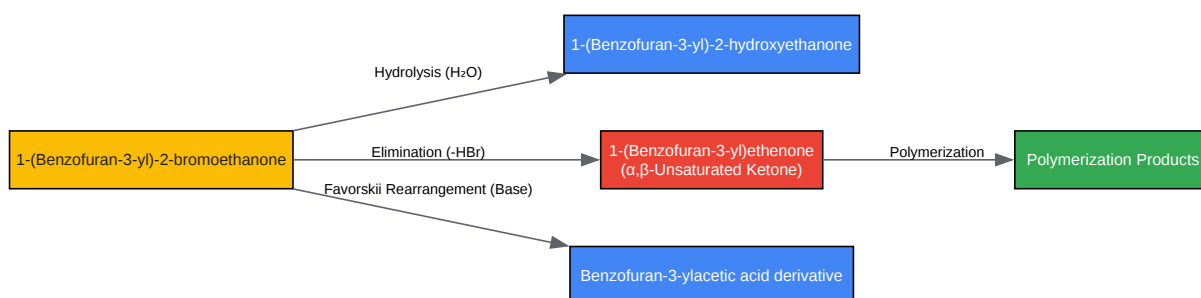 1-(Benzofuran-3-yl)-2-hydroxyethanone
Hydrolysis (H₂O)
1-(Benzofuran-3-yl)-2-bromoethanone
Elimination (-HBr)
1-(Benzofuran-3-yl)ethenone
(α,β-Unsaturated Ketone)
Polymerization
Polymerization Products
Favorskii Rearrangement (Base)
Benzofuran-3-ylacetic acid derivative